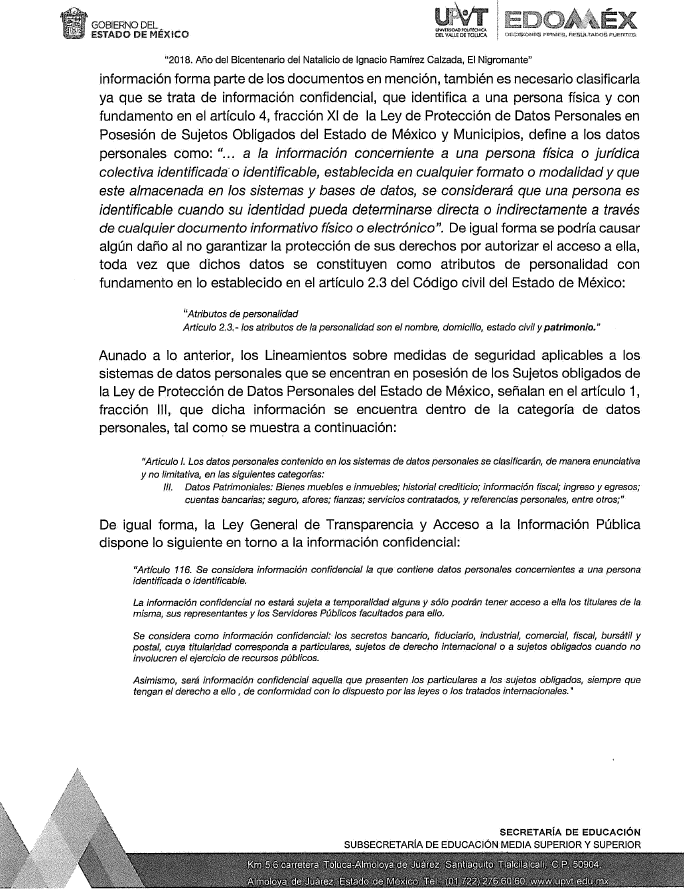 GOBIERNO DEL
ESTADO DE MÉXICO
UPVT
UNIVERSIDAD POLITÉCNICA
DEL VALLE DE TOLUCA
EDOMÉX
DECISIONES FIRMES, RESULTADOS FUERTES.
"2018. Año del Bicentenario del Natalicio de Ignacio Ramírez Calzada, El Nigromante"
información forma parte de los documentos en mención, también es necesario clasificarla
ya que se trata de información confidencial, que identifica a una persona física y con
fundamento en el artículo 4, fracción XI de la Ley de Protección de Datos Personales en
Posesión de Sujetos Obligados del Estado de México y Municipios, define a los datos
personales como: "... a la información concerniente a una persona física o jurídica
colectiva identificada o identificable, establecida en cualquier formato o modalidad y que
este almacenada en los sistemas y bases de datos, se considerará que una persona es
identificable cuando su identidad pueda determinarse directa o indirectamente a través
de cualquier documento informativo físico o electrónico". De igual forma se podría causar
algún daño al no garantizar la protección de sus derechos por autorizar el acceso a ella,
toda vez que dichos datos se constituyen como atributos de personalidad con
fundamento en lo establecido en el artículo 2.3 del Código civil del Estado de México:
"Atributos de personalidad
Artículo 2.3.- los atributos de la personalidad son el nombre, domicilio, estado civil y patrimonio."
Aunado a lo anterior, los Lineamientos sobre medidas de seguridad aplicables a los
sistemas de datos personales que se encentran en posesión de los Sujetos obligados de
la Ley de Protección de Datos Personales del Estado de México, señalan en el artículo 1,
fracción III, que dicha información se encuentra dentro de la categoría de datos
personales, tal como se muestra a continuación:
"Artículo I. Los datos personales contenido en los sistemas de datos personales se clasificarán, de manera enunciativa
y no limitativa, en las siguientes categorías:
III. Datos Patrimoniales: Bienes muebles e inmuebles; historial crediticio; información fiscal; ingreso y egresos;
cuentas bancarias; seguro, afores; fianzas; servicios contratados, y referencias personales, entre otros;"
De igual forma, la Ley General de Transparencia y Acceso a la Información Pública
dispone lo siguiente en torno a la información confidencial:
"Artículo 116. Se considera información confidencial la que contiene datos personales concernientes a una persona
identificada o identificable.
La información confidencial no estará sujeta a temporalidad alguna y sólo podrán tener acceso a ella los titulares de la
misma, sus representantes y los Servidores Públicos facultados para ello.
Se considera como información confidencial: los secretos bancario, fiduciario, industrial, comercial, fiscal, bursátil y
postal, cuya titularidad corresponda a particulares, sujetos de derecho internacional o a sujetos obligados cuando no
involucren el ejercicio de recursos públicos.
Asimismo, será información confidencial aquella que presenten los particulares a los sujetos obligados, siempre que
tengan el derecho a ello , de conformidad con lo dispuesto por las leyes o los tratados internacionales."
SECRETARÍA DE EDUCACIÓN
SUBSECRETARÍA DE EDUCACIÓN MEDIA SUPERIOR Y SUPERIOR
Km 5.6 carretera Toluca-Almoloya de Juárez, Santiaguito Tlalcilalcali, C.P. 50904,
Almoloya de Juárez, Estado de México. Tel.: (01 722) 276 60 60, www.upvt.edu.mx